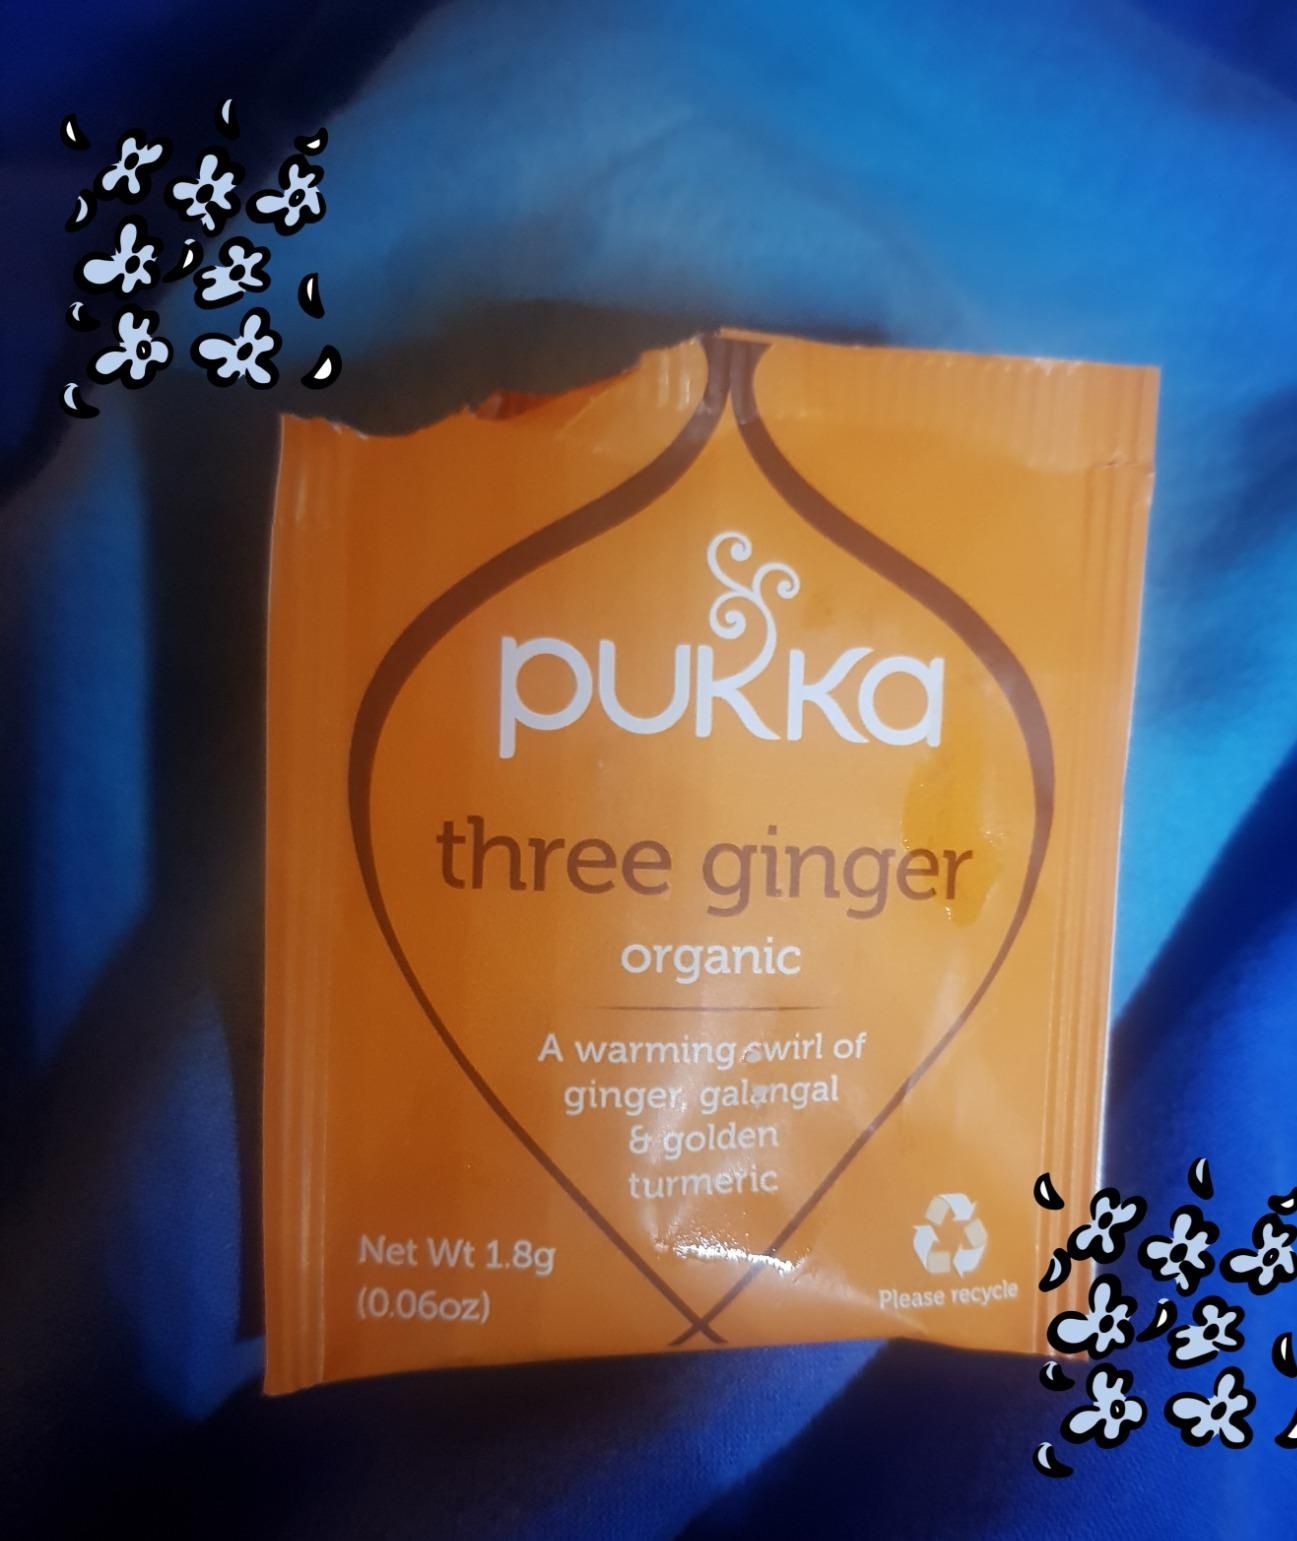 pukka
three ginger
organic
A warming swirl of
ginger, galangal
& golden
turmeric
Net Wt 1.8g
(0.06oz)
Please recycle